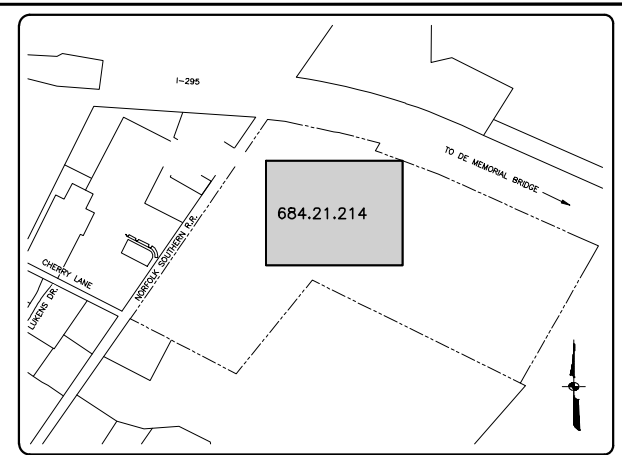 I-295
TO DE MEMORIAL BRIDGE
684.21.214
NORFOLK SOUTHERN R.R.
CHERRY LANE
LUKENS DR.